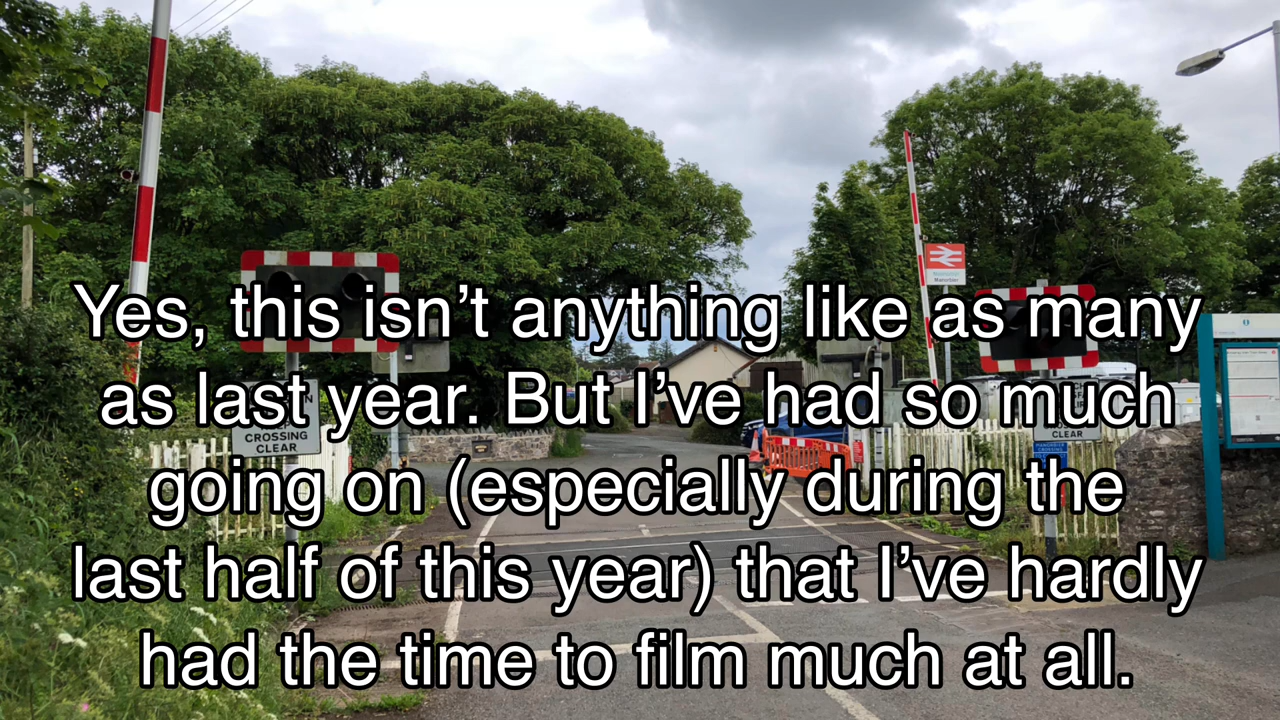 Yes, this isn’t anything like as many
as last year. But I’ve had so much
going on (especially during the
last half of this year) that I’ve hardly
had the time to film much at all.
Manorbier
CROSSING
CLEAR
CLEAR